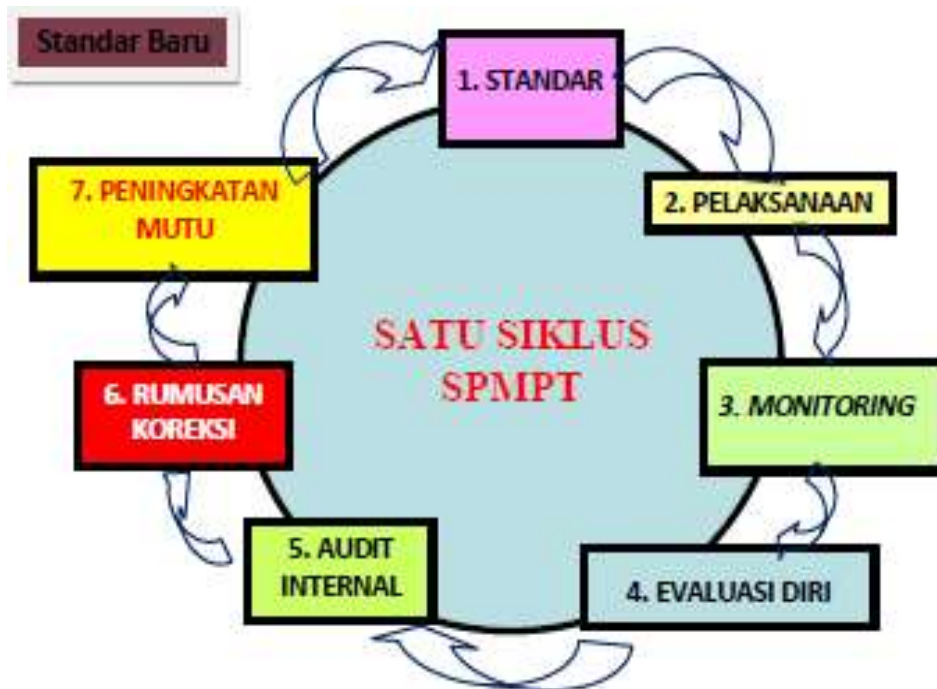 Standar Baru
1. STANDAR
2. PELAKSANAAN
3. MONITORING
4. EVALUASI DIRI
5. AUDIT
INTERNAL
6. RUMUSAN
KOREKSI
7. PENINGKATAN
MUTU
SATU SIKLUS
SPMPT